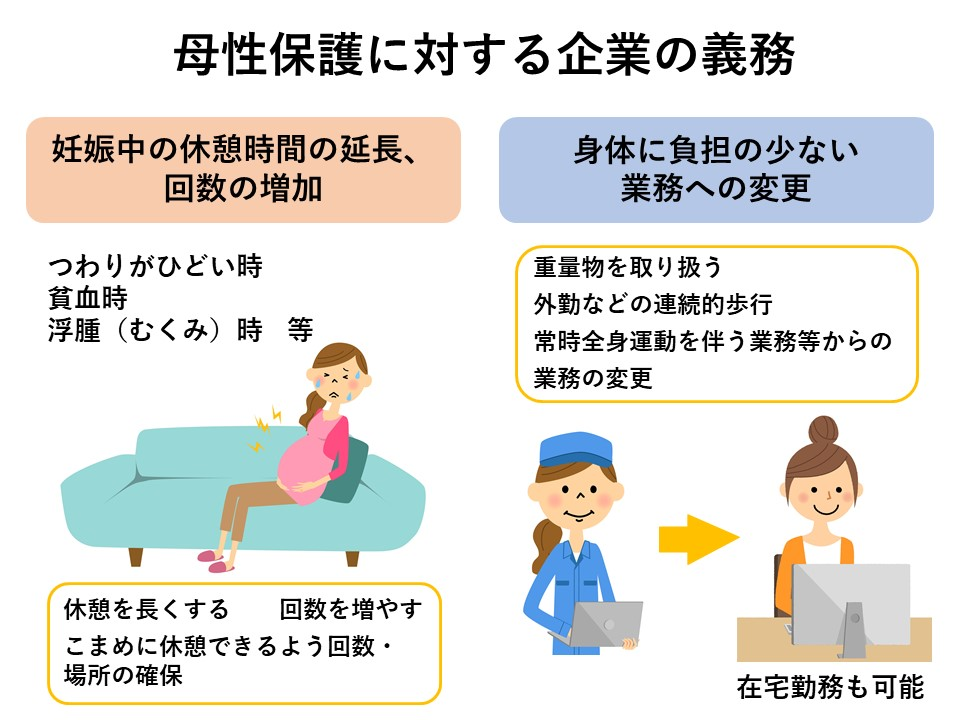 母性保護に対する企業の義務
妊娠中の休憩時間の延長、
回数の増加
つわりがひどい時
貧血時
浮腫（むくみ）時　等
休憩を長くする　　回数を増やす
こまめに休憩できるよう回数・
場所の確保
身体に負担の少ない
業務への変更
重量物を取り扱う
外勤などの連続的歩行
常時全身運動を伴う業務等からの
業務の変更
在宅勤務も可能